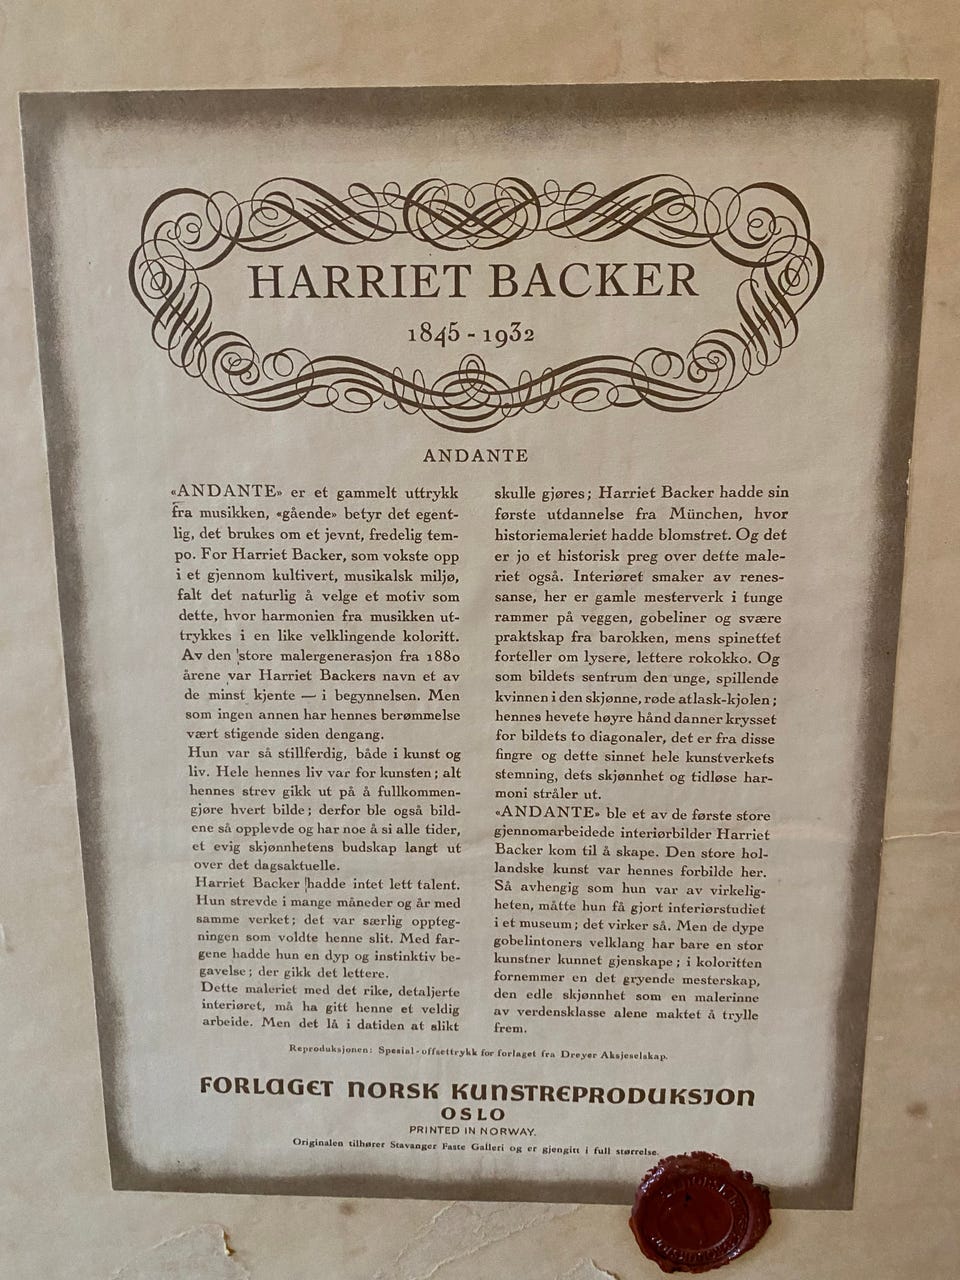 HARRIET BACKER
1845 - 1932
ANDANTE
«ANDANTE» er et gammelt uttrykk
fra musikken, «gående» betyr det egent-
lig, det brukes om et jevnt, fredelig tem-
po. For Harriet Backer, som vokste opp
i et gjennom kultivert, musikalsk miljø,
falt det naturlig å velge et motiv som
dette, hvor harmonien fra musikken ut-
trykkes i en like velklingende koloritt.
Av den store malergenerasjon fra 1880
årene var Harriet Backers navn et av
de minst kjente — i begynnelsen. Men
som ingen annen har hennes berømmelse
vært stigende siden dengang.
Hun var så stillferdig, både i kunst og
liv. Hele hennes liv var for kunsten; alt
hennes strev gikk ut på å fullkommen-
gjøre hvert bilde; derfor ble også bild-
ene så opplevde og har noe å si alle tider,
et evig skjønnhetens budskap langt ut
over det dagsaktuelle.
Harriet Backer hadde intet lett talent.
Hun strevde i mange måneder og år med
samme verket; det var særlig oppteg-
ningen som voldte henne slit. Med far-
gene hadde hun en dyp og instinktiv be-
gavelse; der gikk det lettere.
Dette maleriet med det rike, detaljerte
interiøret, må ha gitt henne et veldig
arbeide. Men det lå i datiden at slikt
skulle gjøres; Harriet Backer hadde sin
første utdannelse fra München, hvor
historiemaleriet hadde blomstret. Og det
er jo et historisk preg over dette male-
riet også. Interiøret smaker av renes-
sanse, her er gamle mesterverk i tunge
rammer på veggen, gobeliner og svære
praktskap fra barokken, mens spinettet
forteller om lysere, lettere rokokko. Og
som bildets sentrum den unge, spillende
kvinnen i den skjønne, røde atlask-kjolen;
hennes hevete høyre hånd danner krysset
for bildets to diagonaler, det er fra disse
fingre og dette sinnet hele kunstverkets
stemning, dets skjønnhet og tidløse har-
moni stråler ut.
«ANDANTE» ble et av de første store
gjennomarbeidede interiørbilder Harriet
Backer kom til å skape. Den store hol-
landske kunst var hennes forbilde her.
Så avhengig som hun var av virkelig-
heten, måtte hun få gjort interiørstudiet
i et museum; det virker så. Men de dype
gobelintoners velklang har bare en stor
kunstner kunnet gjenskape; i koloritten
fornemmer en det gryende mesterskap,
den edle skjønnhet som en malerinne
av verdensklasse alene maktet å trylle
frem.
Reproduksjonen: Spesial-offsettrykk for forlaget fra Dreyer Aksjeselskap.
FORLAGET NORSK KUNSTREPRODUKSJON
OSLO
PRINTED IN NORWAY.
Originalen tilhører Stavanger Faste Galleri og er gjengitt i full størrelse.